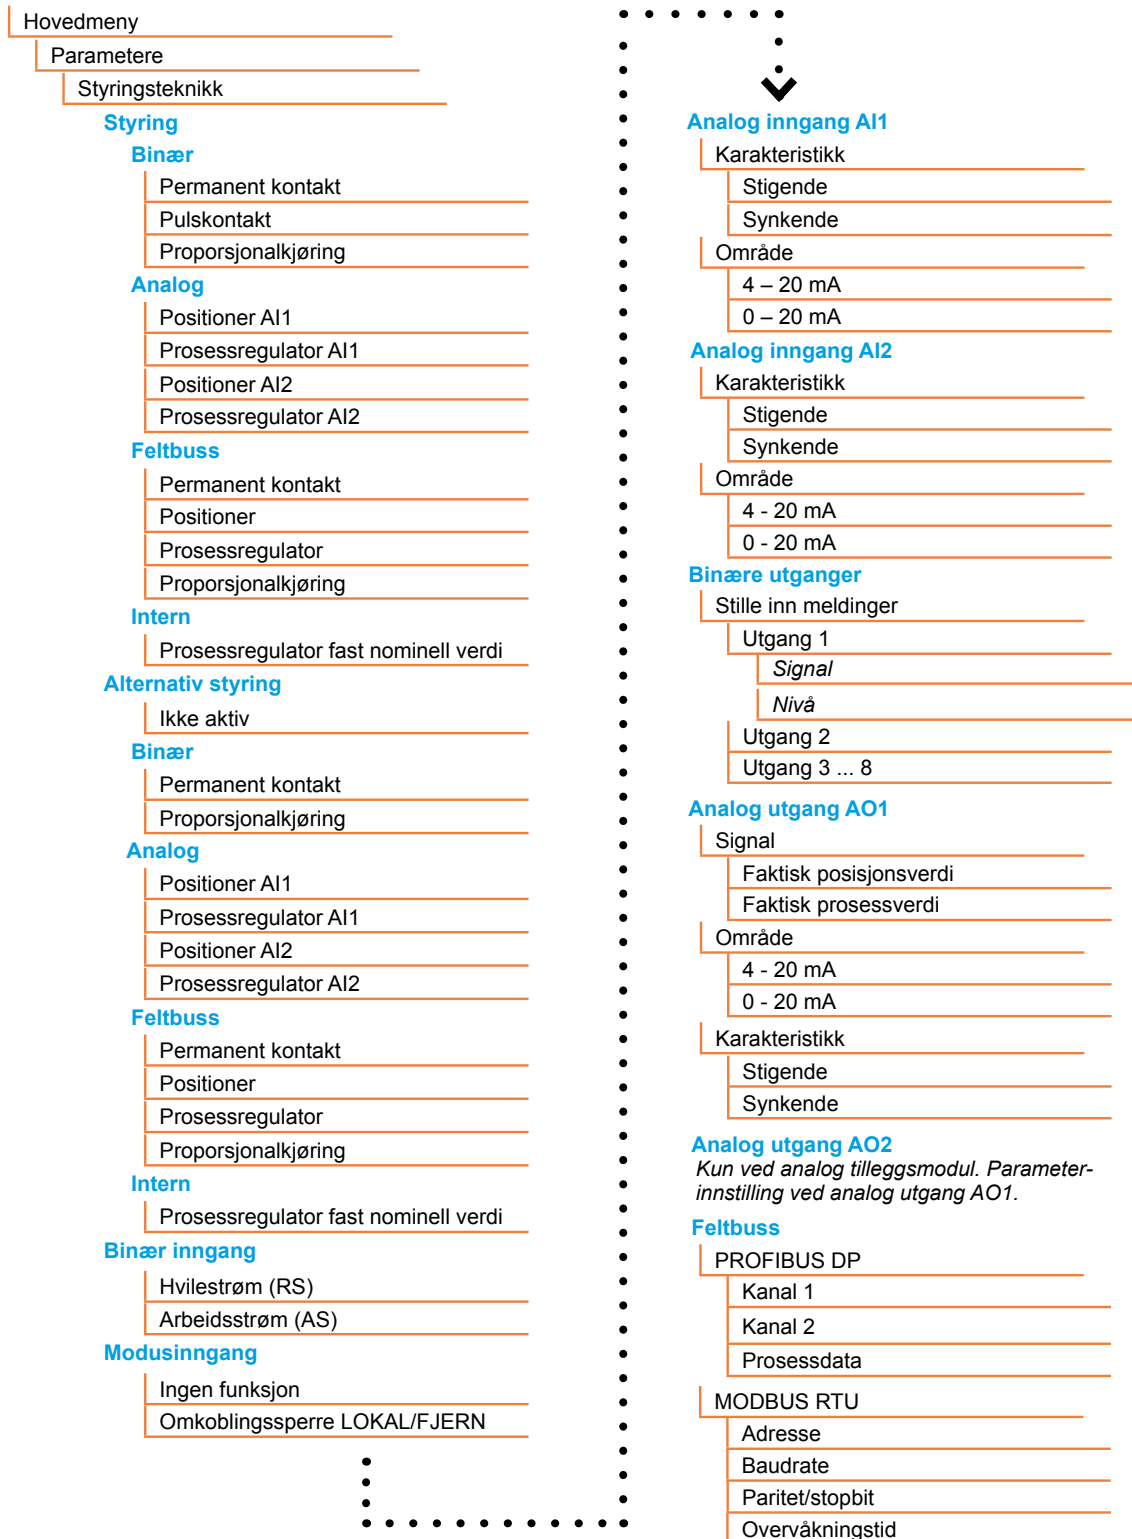 Hovedmeny
Parametere
Styringsteknikk
Styring
Binær
Permanent kontakt
Pulskontakt
Proporsjonalkjøring
Analog
Positioner AI1
Prosessregulator AI1
Positioner AI2
Prosessregulator AI2
Feltbuss
Permanent kontakt
Positioner
Prosessregulator
Proporsjonalkjøring
Intern
Prosessregulator fast nominell verdi
Alternativ styring
Ikke aktiv
Binær
Permanent kontakt
Proporsjonalkjøring
Analog
Positioner AI1
Prosessregulator AI1
Positioner AI2
Prosessregulator AI2
Feltbuss
Permanent kontakt
Positioner
Prosessregulator
Proporsjonalkjøring
Intern
Prosessregulator fast nominell verdi
Binær inngang
Hvilestrøm (RS)
Arbeidsstrøm (AS)
Modusinngang
Ingen funksjon
Omkoblingssperre LOKAL/FJERN
Analog inngang AI1
Karakteristikk
Stigende
Synkende
Område
4 – 20 mA
0 – 20 mA
Analog inngang AI2
Karakteristikk
Stigende
Synkende
Område
4 - 20 mA
0 - 20 mA
Binære utganger
Stille inn meldinger
Utgang 1
Signal
Nivå
Utgang 2
Utgang 3 ... 8
Analog utgang AO1
Signal
Faktisk posisjonsverdi
Faktisk prosessverdi
Område
4 - 20 mA
0 - 20 mA
Karakteristikk
Stigende
Synkende
Analog utgang AO2
Kun ved analog tilleggsmodul. Parameter-
innstilling ved analog utgang AO1.
Feltbuss
PROFIBUS DP
Kanal 1
Kanal 2
Prosessdata
MODBUS RTU
Adresse
Baudrate
Paritet/stopbit
Overvåkningstid